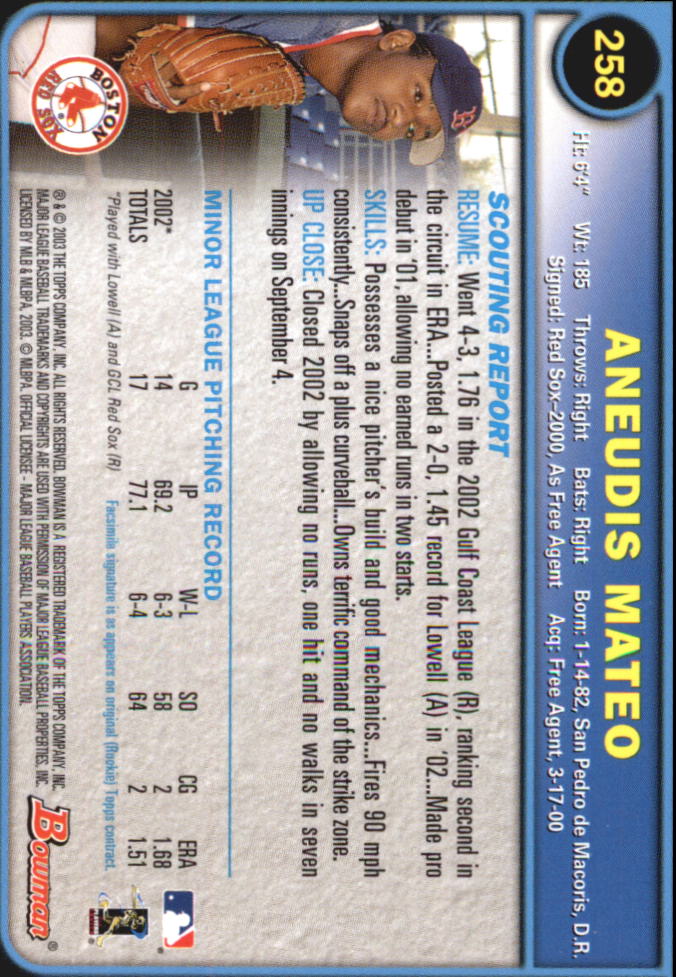 258
ANEUDIS MATEO
Ht: 6'4" Wt: 185 Throws: Right Bats: Right Born: 1-14-82, San Pedro de Macoris, D.R.
Signed: Red Sox–2000, As Free Agent Acq: Free Agent, 3-17-00
B
BOSTON
RED SOX
SCOUTING REPORT
RESUME: Went 4-3, 1.76 in the 2002 Gulf Coast League (R), ranking second in
the circuit in ERA...Posted a 2-0, 1.45 record for Lowell (A) in '02...Made pro
debut in '01, allowing no earned runs in two starts.
SKILLS: Possesses a nice pitcher's build and good mechanics...Fires 90 mph
consistently...Snaps off a plus curveball...Owns terrific command of the strike zone.
UP CLOSE: Closed 2002 by allowing no runs, one hit and no walks in seven
innings on September 4.
MINOR LEAGUE PITCHING RECORD
G IP W-L SO CG ERA
2002* 14 69.2 6-3 58 2 1.68
TOTALS 17 77.1 6-4 64 2 1.51
*Played with Lowell (A) and GCL Red Sox (R) Facsimile signature is as appears on original (Rookie) Topps contract.
® & © 2003 THE TOPPS COMPANY, INC. ALL RIGHTS RESERVED. BOWMAN IS A REGISTERED TRADEMARK OF THE TOPPS COMPANY, INC.
MAJOR LEAGUE BASEBALL TRADEMARKS AND COPYRIGHTS ARE USED WITH PERMISSION OF MAJOR LEAGUE BASEBALL PROPERTIES, INC.
LICENSED BY MLB & MLBPA, 2003. © MLBPA. OFFICIAL LICENSEE - MAJOR LEAGUE BASEBALL PLAYERS ASSOCIATION.
Bowman®